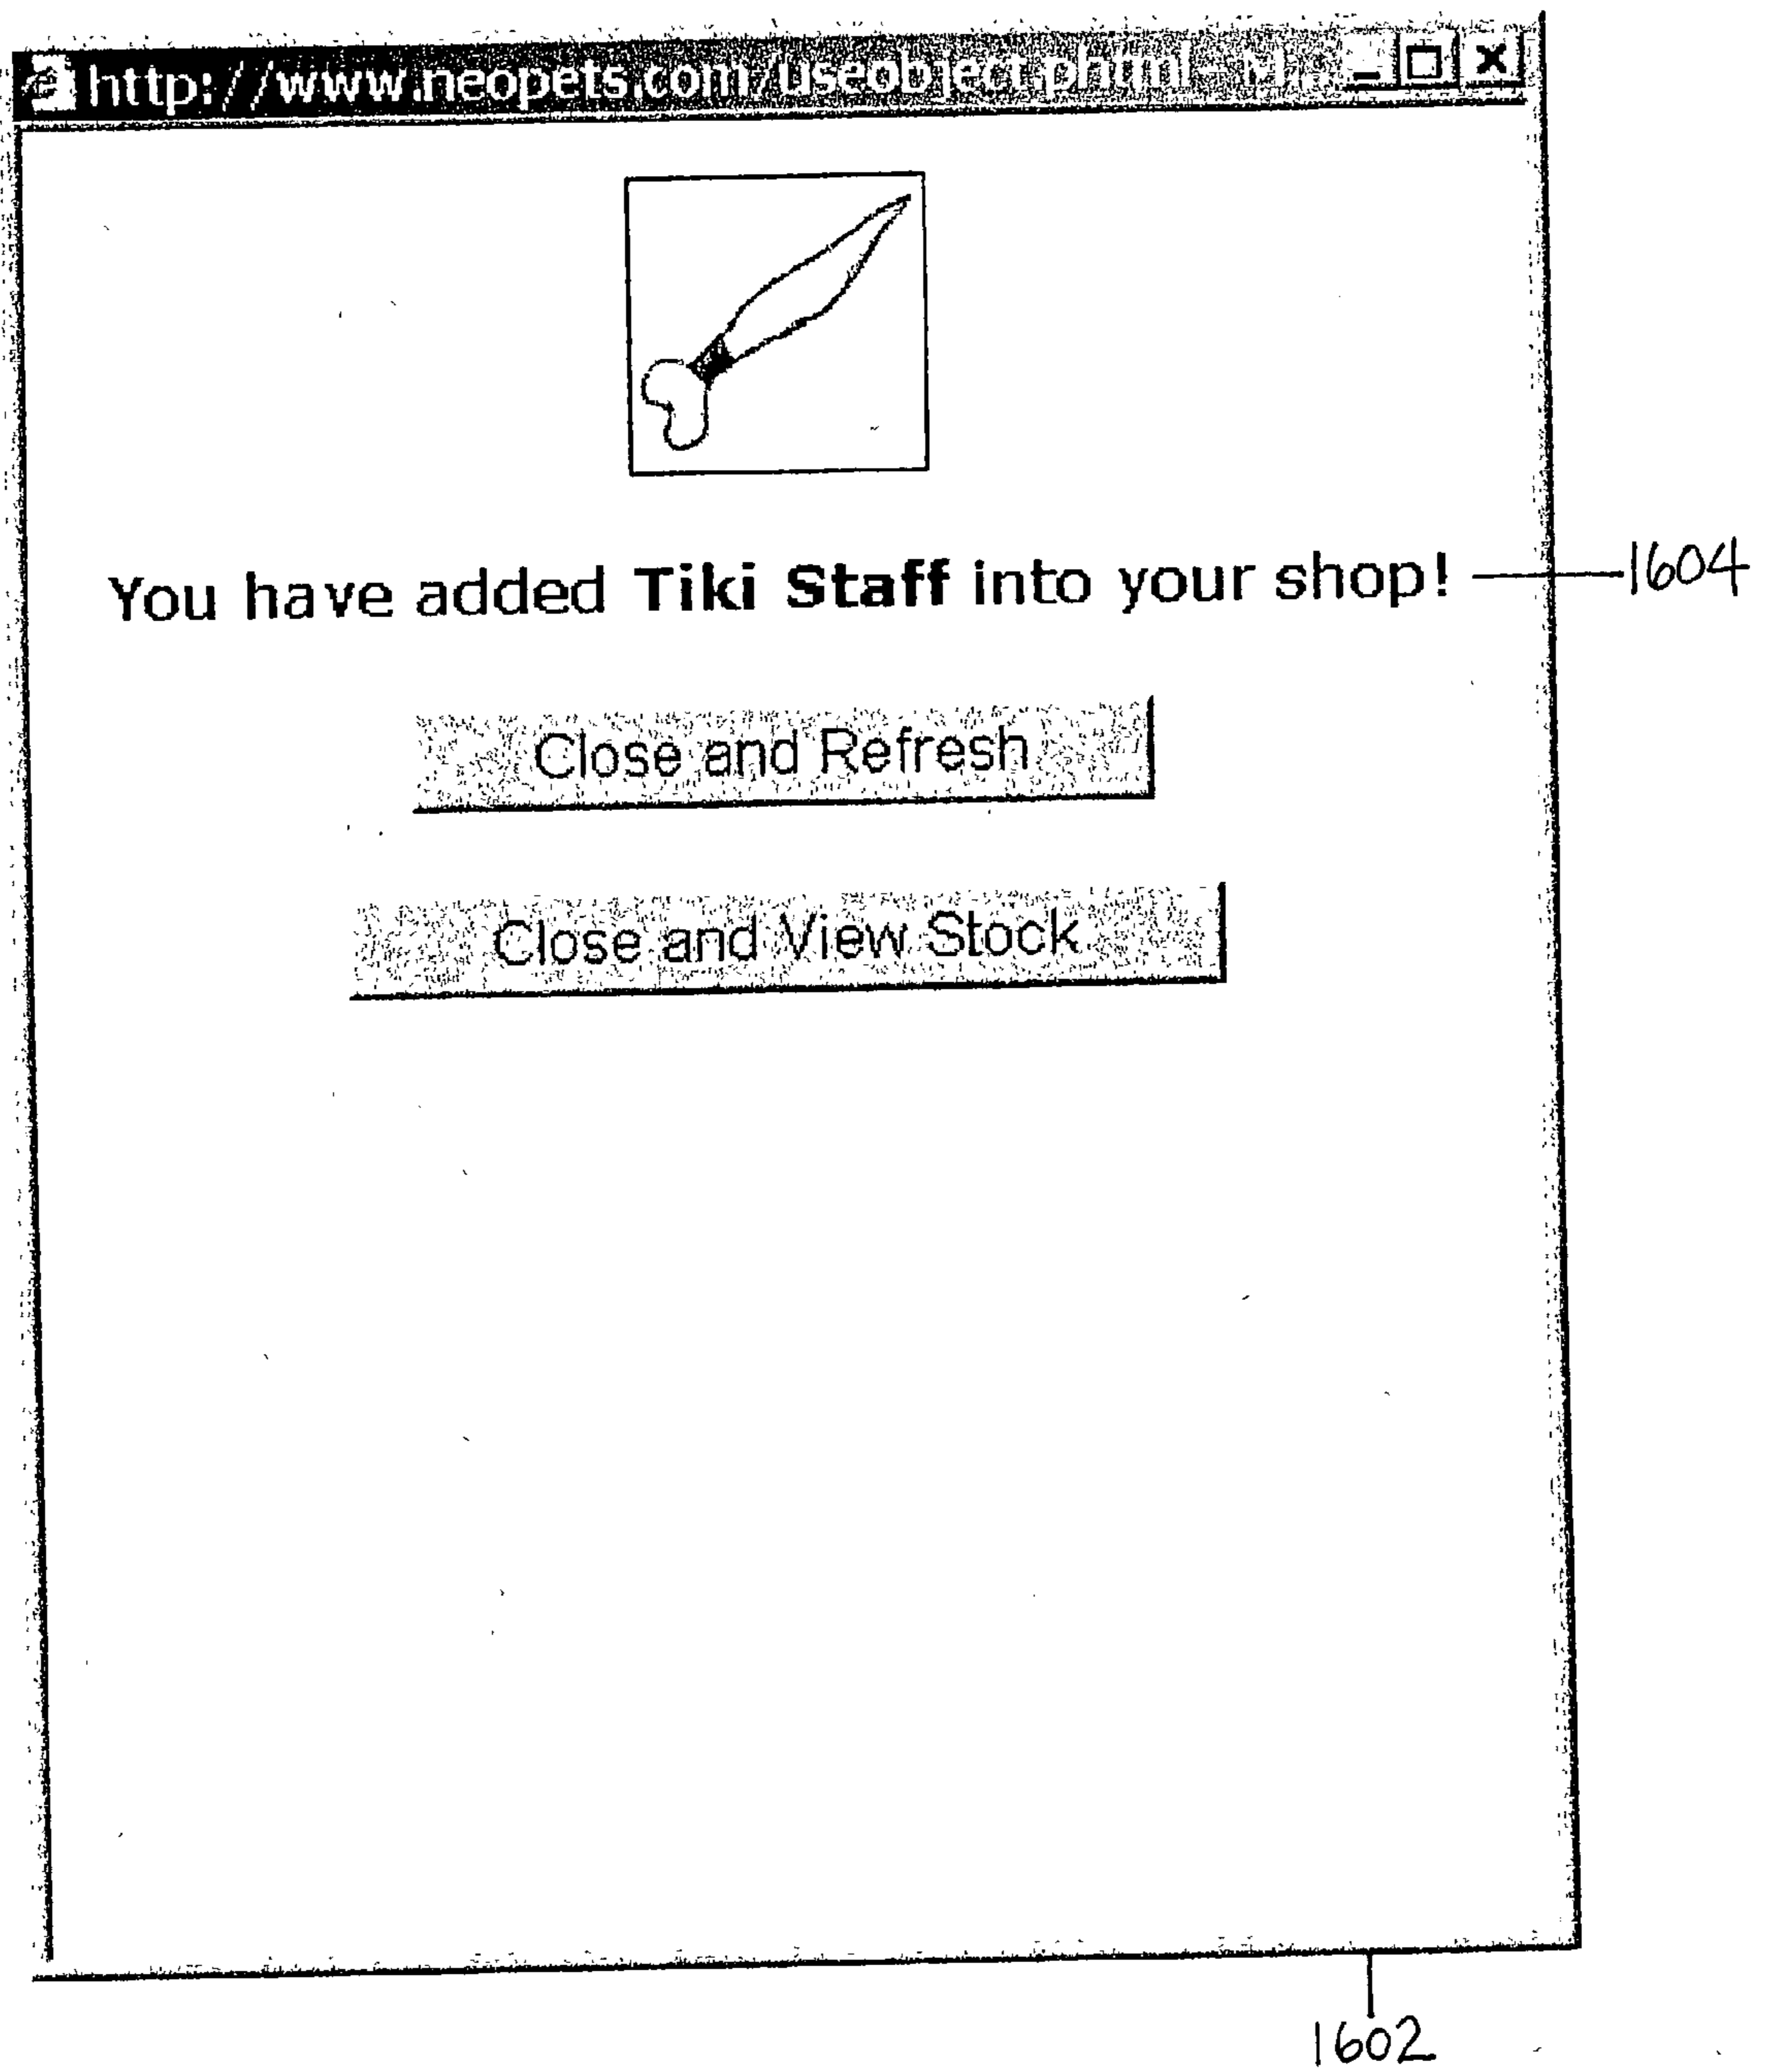 http://www.neopets.com/useobject.phtml - M
You have added Tiki Staff into your shop!
1604
Close and Refresh
Close and View Stock
1602